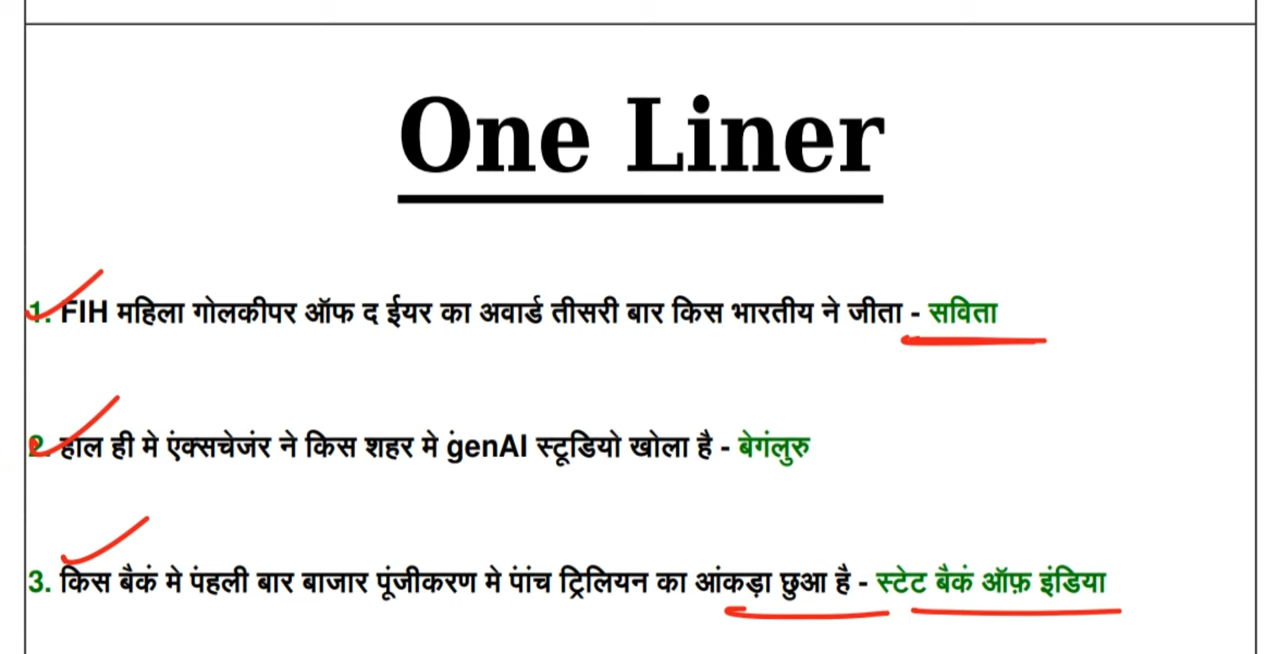 One Liner
1. FIH महिला गोलकीपर ऑफ द ईयर का अवार्ड तीसरी बार किस भारतीय ने जीता - सविता
2. हाल ही मे एंक्सचेजंर ने किस शहर मे ġenAI स्टूडियो खोला है - बेगंलुरु
3. किस बैकं मे पंहली बार बाजार पूंजीकरण मे पांंच ट्रिलियन का आंकड़ा छुआ है - स्टेट बैकं ऑफ़ इंडिया